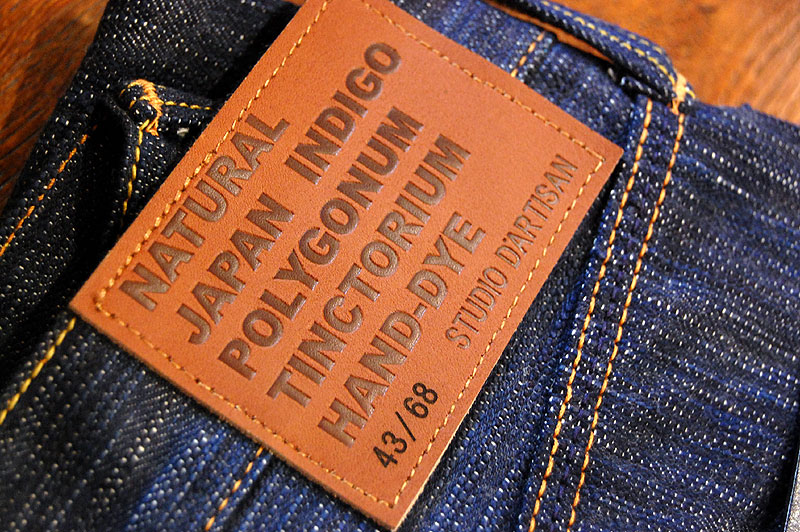 NATURAL
JAPAN INDIGO
POLYGONUM
TINCTORIUM
HAND-DYE
STUDIO D'ARTISAN
43/68